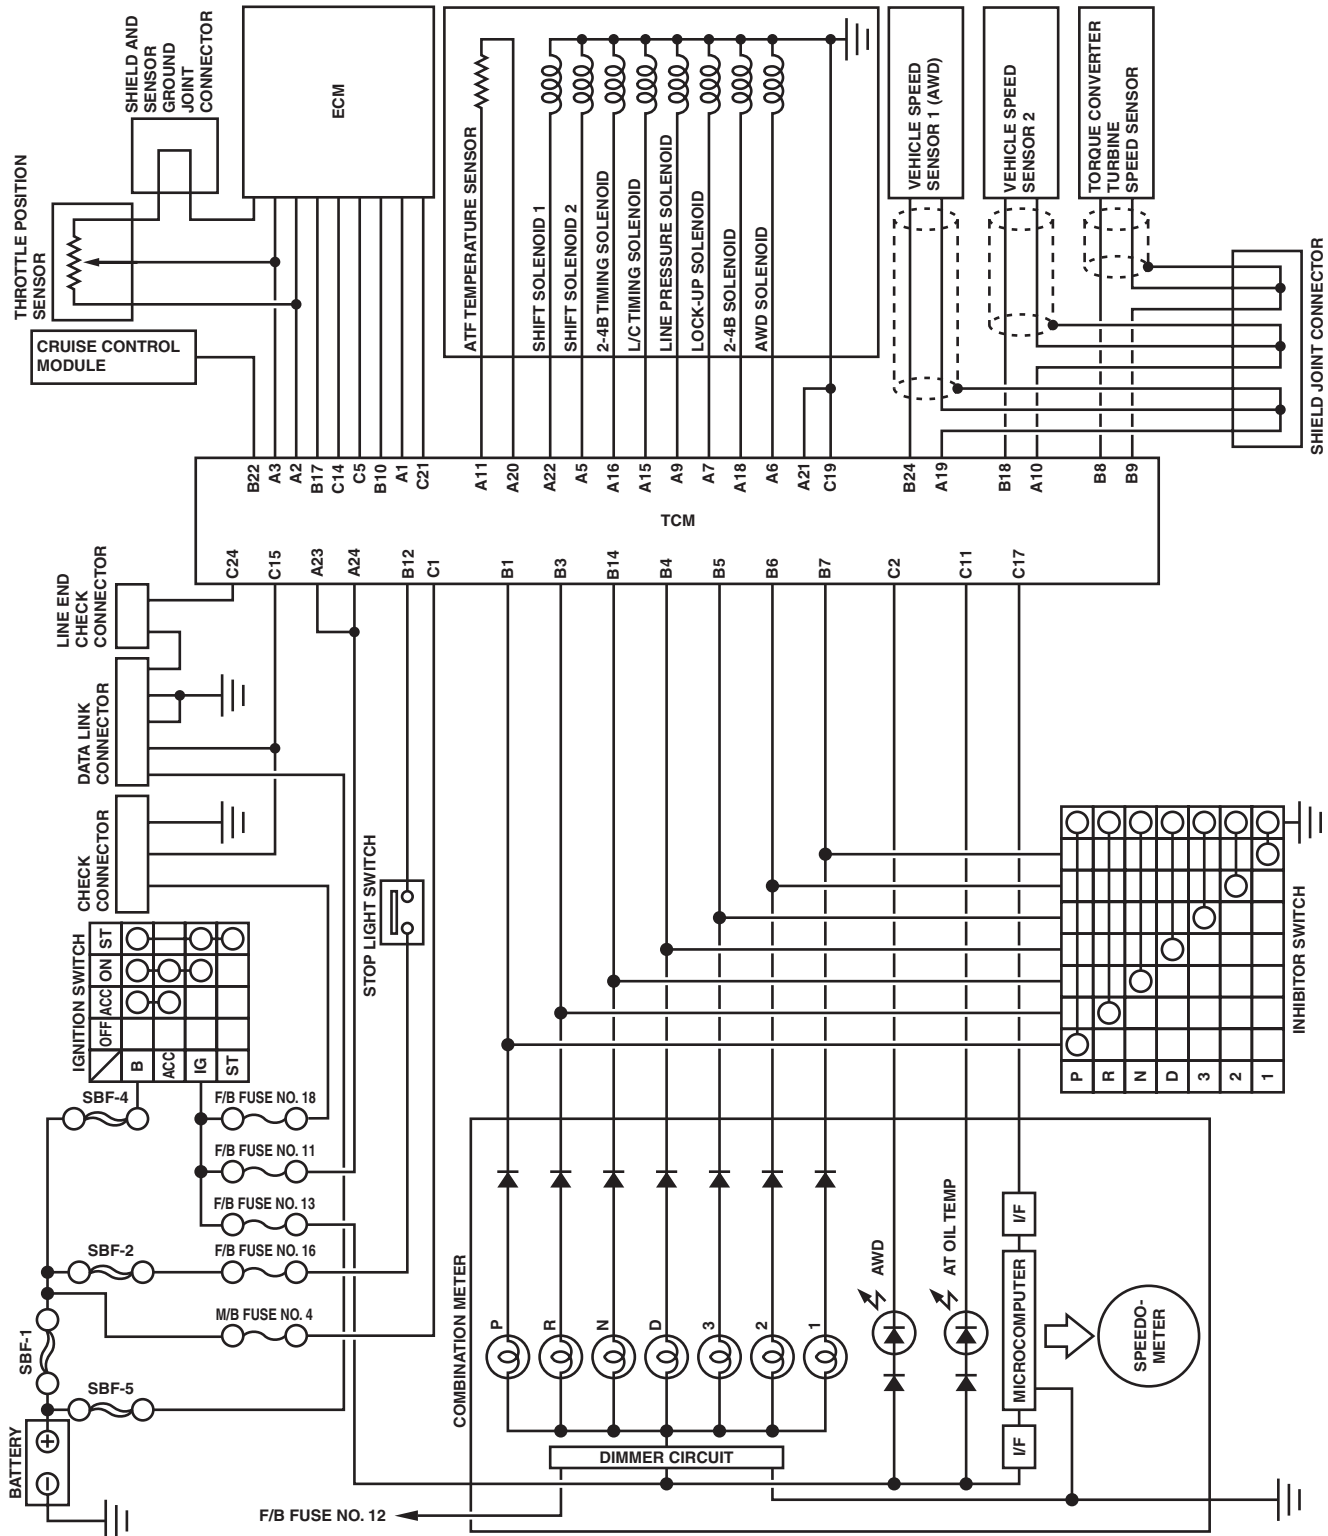 THROTTLE POSITION
SENSOR
SHIELD AND
SENSOR
GROUND
JOINT
CONNECTOR
ECM
CRUISE CONTROL
MODULE
ATF TEMPERATURE SENSOR
SHIFT SOLENOID 1
SHIFT SOLENOID 2
2-4B TIMING SOLENOID
L/C TIMING SOLENOID
LINE PRESSURE SOLENOID
LOCK-UP SOLENOID
2-4B SOLENOID
AWD SOLENOID
VEHICLE SPEED
SENSOR 1 (AWD)
VEHICLE SPEED
SENSOR 2
TORQUE CONVERTER
TURBINE
SPEED SENSOR
SHIELD JOINT CONNECTOR
B22
A3
A2
B17
C14
C5
B10
A1
C21
A11
A20
A22
A5
A16
A15
A9
A7
A18
A6
A21
C19
B24
A19
B18
A10
B8
B9
TCM
C24
C15
A23
A24
B12
C1
B1
B3
B14
B4
B5
B6
B7
C2
C11
C17
LINE END
CHECK
CONNECTOR
DATA LINK
CONNECTOR
CHECK
CONNECTOR
STOP LIGHT SWITCH
IGNITION SWITCH
OFF
ACC
ON
ST
B
ACC
IG
ST
SBF-4
F/B FUSE NO. 18
F/B FUSE NO. 11
F/B FUSE NO. 13
SBF-2
F/B FUSE NO. 16
M/B FUSE NO. 4
SBF-1
SBF-5
BATTERY
F/B FUSE NO. 12
INHIBITOR SWITCH
P
R
N
D
3
2
1
COMBINATION METER
P
R
N
D
3
2
1
AWD
AT OIL TEMP
I/F
MICROCOMPUTER
I/F
SPEEDO-
METER
DIMMER CIRCUIT